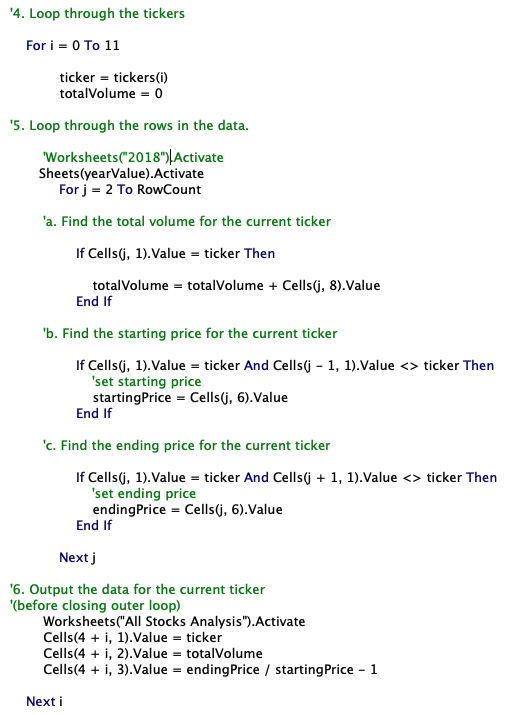 '4. Loop through the tickers
For i = 0 To 11
ticker = tickers(i)
totalVolume = 0
'5. Loop through the rows in the data.
'Worksheets("2018").Activate
Sheets(yearValue).Activate
For j = 2 To RowCount
'a. Find the total volume for the current ticker
If Cells(j, 1).Value = ticker Then
totalVolume = totalVolume + Cells(j, 8).Value
End If
'b. Find the starting price for the current ticker
If Cells(j, 1).Value = ticker And Cells(j - 1, 1).Value <> ticker Then
'set starting price
startingPrice = Cells(j, 6).Value
End If
'c. Find the ending price for the current ticker
If Cells(j, 1).Value = ticker And Cells(j + 1, 1).Value <> ticker Then
'set ending price
endingPrice = Cells(j, 6).Value
End If
Next j
'6. Output the data for the current ticker
'(before closing outer loop)
Worksheets("All Stocks Analysis").Activate
Cells(4 + i, 1).Value = ticker
Cells(4 + i, 2).Value = totalVolume
Cells(4 + i, 3).Value = endingPrice / startingPrice - 1
Next i